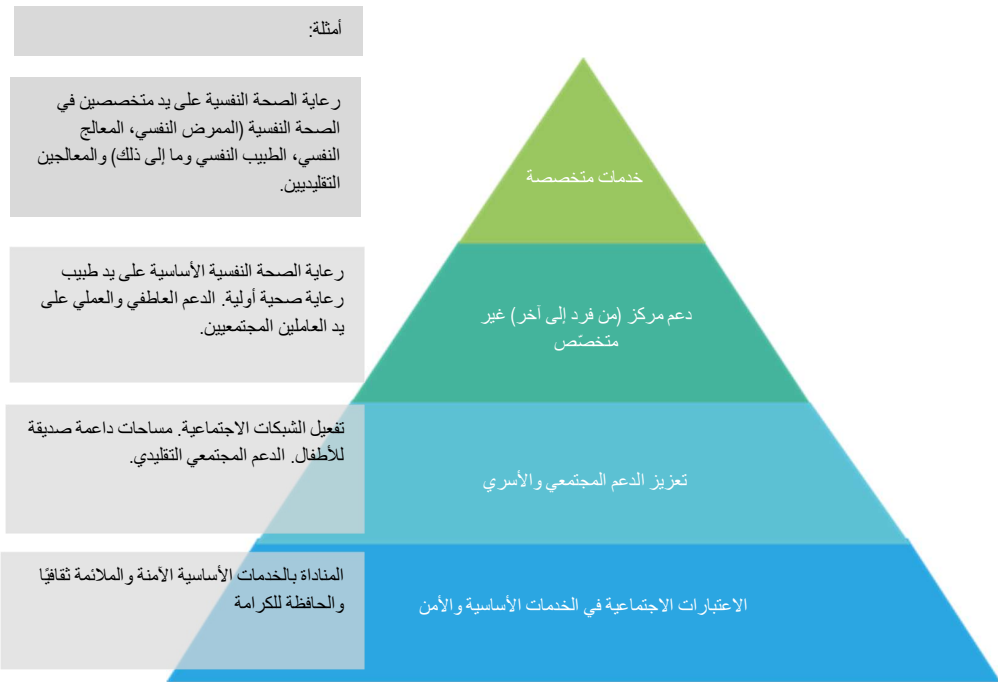 أمثلة:
رعاية الصحة النفسية على يد متخصصين في
الصحة النفسية (الممرض النفسي، المعالج
النفسي، الطبيب النفسي وما إلى ذلك) والمعالجين
التقليديين.
خدمات متخصصة
رعاية الصحة النفسية الأساسية على يد طبيب
رعاية صحية أولية. الدعم العاطفي والعملي على
يد العاملين المجتمعيين.
دعم مركز (من فرد إلى آخر) غير
متخصّص
تفعيل الشبكات الاجتماعية. مساحات داعمة صديقة
للأطفال. الدعم المجتمعي التقليدي.
تعزيز الدعم المجتمعي والأسري
المناداة بالخدمات الأساسية الآمنة والملائمة ثقافيًا
والحافظة للكرامة
الاعتبارات الاجتماعية في الخدمات الأساسية والأمن